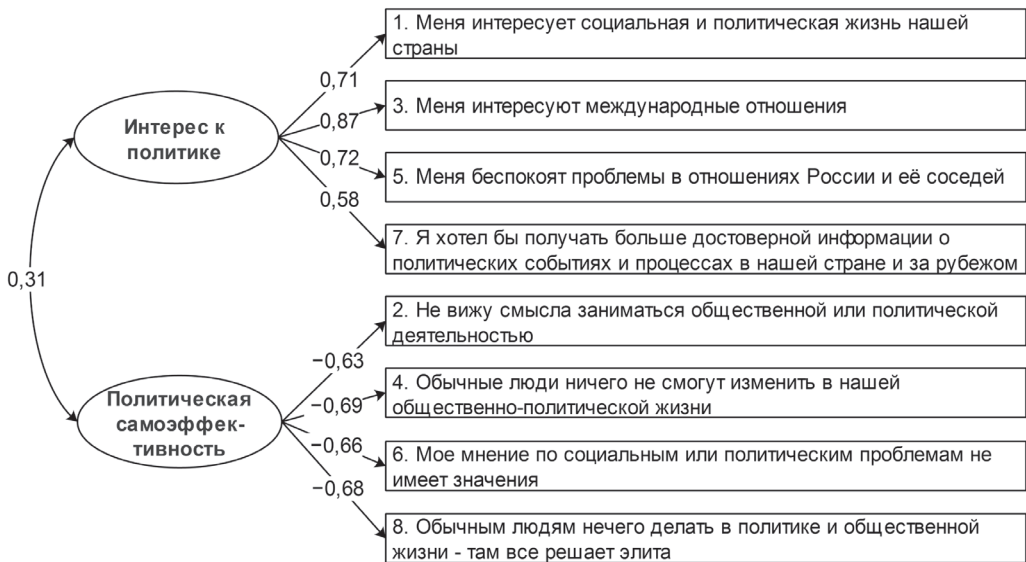 1. Меня интересует социальная и политическая жизнь нашей
страны
0,71
3. Меня интересуют международные отношения
0,87
Интерес к
политике
0,72
5. Меня беспокоят проблемы в отношениях России и её соседей
0,58
7. Я хотел бы получать больше достоверной информации о
политических событиях и процессах в нашей стране и за рубежом
0,31
2. Не вижу смысла заниматься общественной или политической
деятельностью
−0,63
4. Обычные люди ничего не смогут изменить в нашей
общественно-политической жизни
−0,69
Политическая
самоэффек-
тивность
−0,66
6. Мое мнение по социальным или политическим проблемам не
имеет значения
−0,68
8. Обычным людям нечего делать в политике и общественной
жизни - там все решает элита